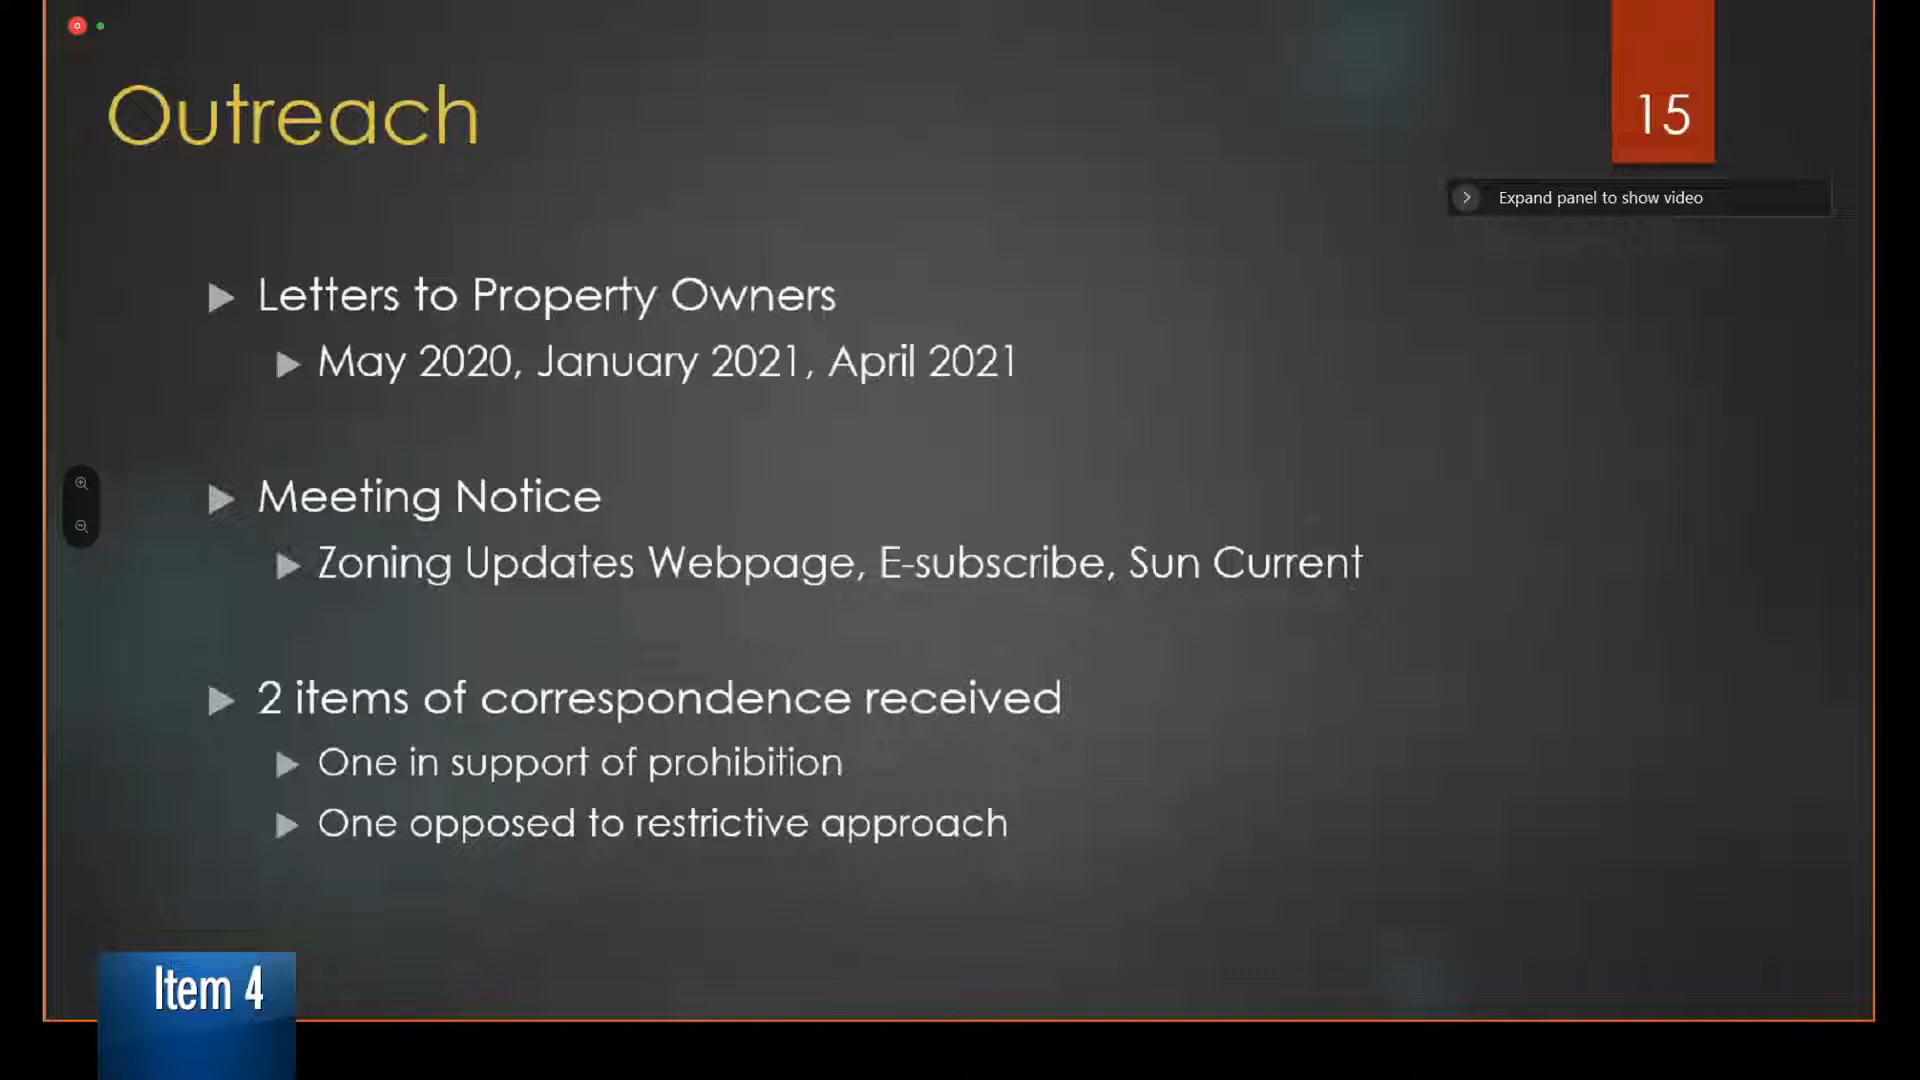 Outreach
15
Expand panel to show video
Letters to Property Owners
May 2020, January 2021, April 2021
Meeting Notice
Zoning Updates Webpage, E-subscribe, Sun Current
2 items of correspondence received
One in support of prohibition
One opposed to restrictive approach
Item 4